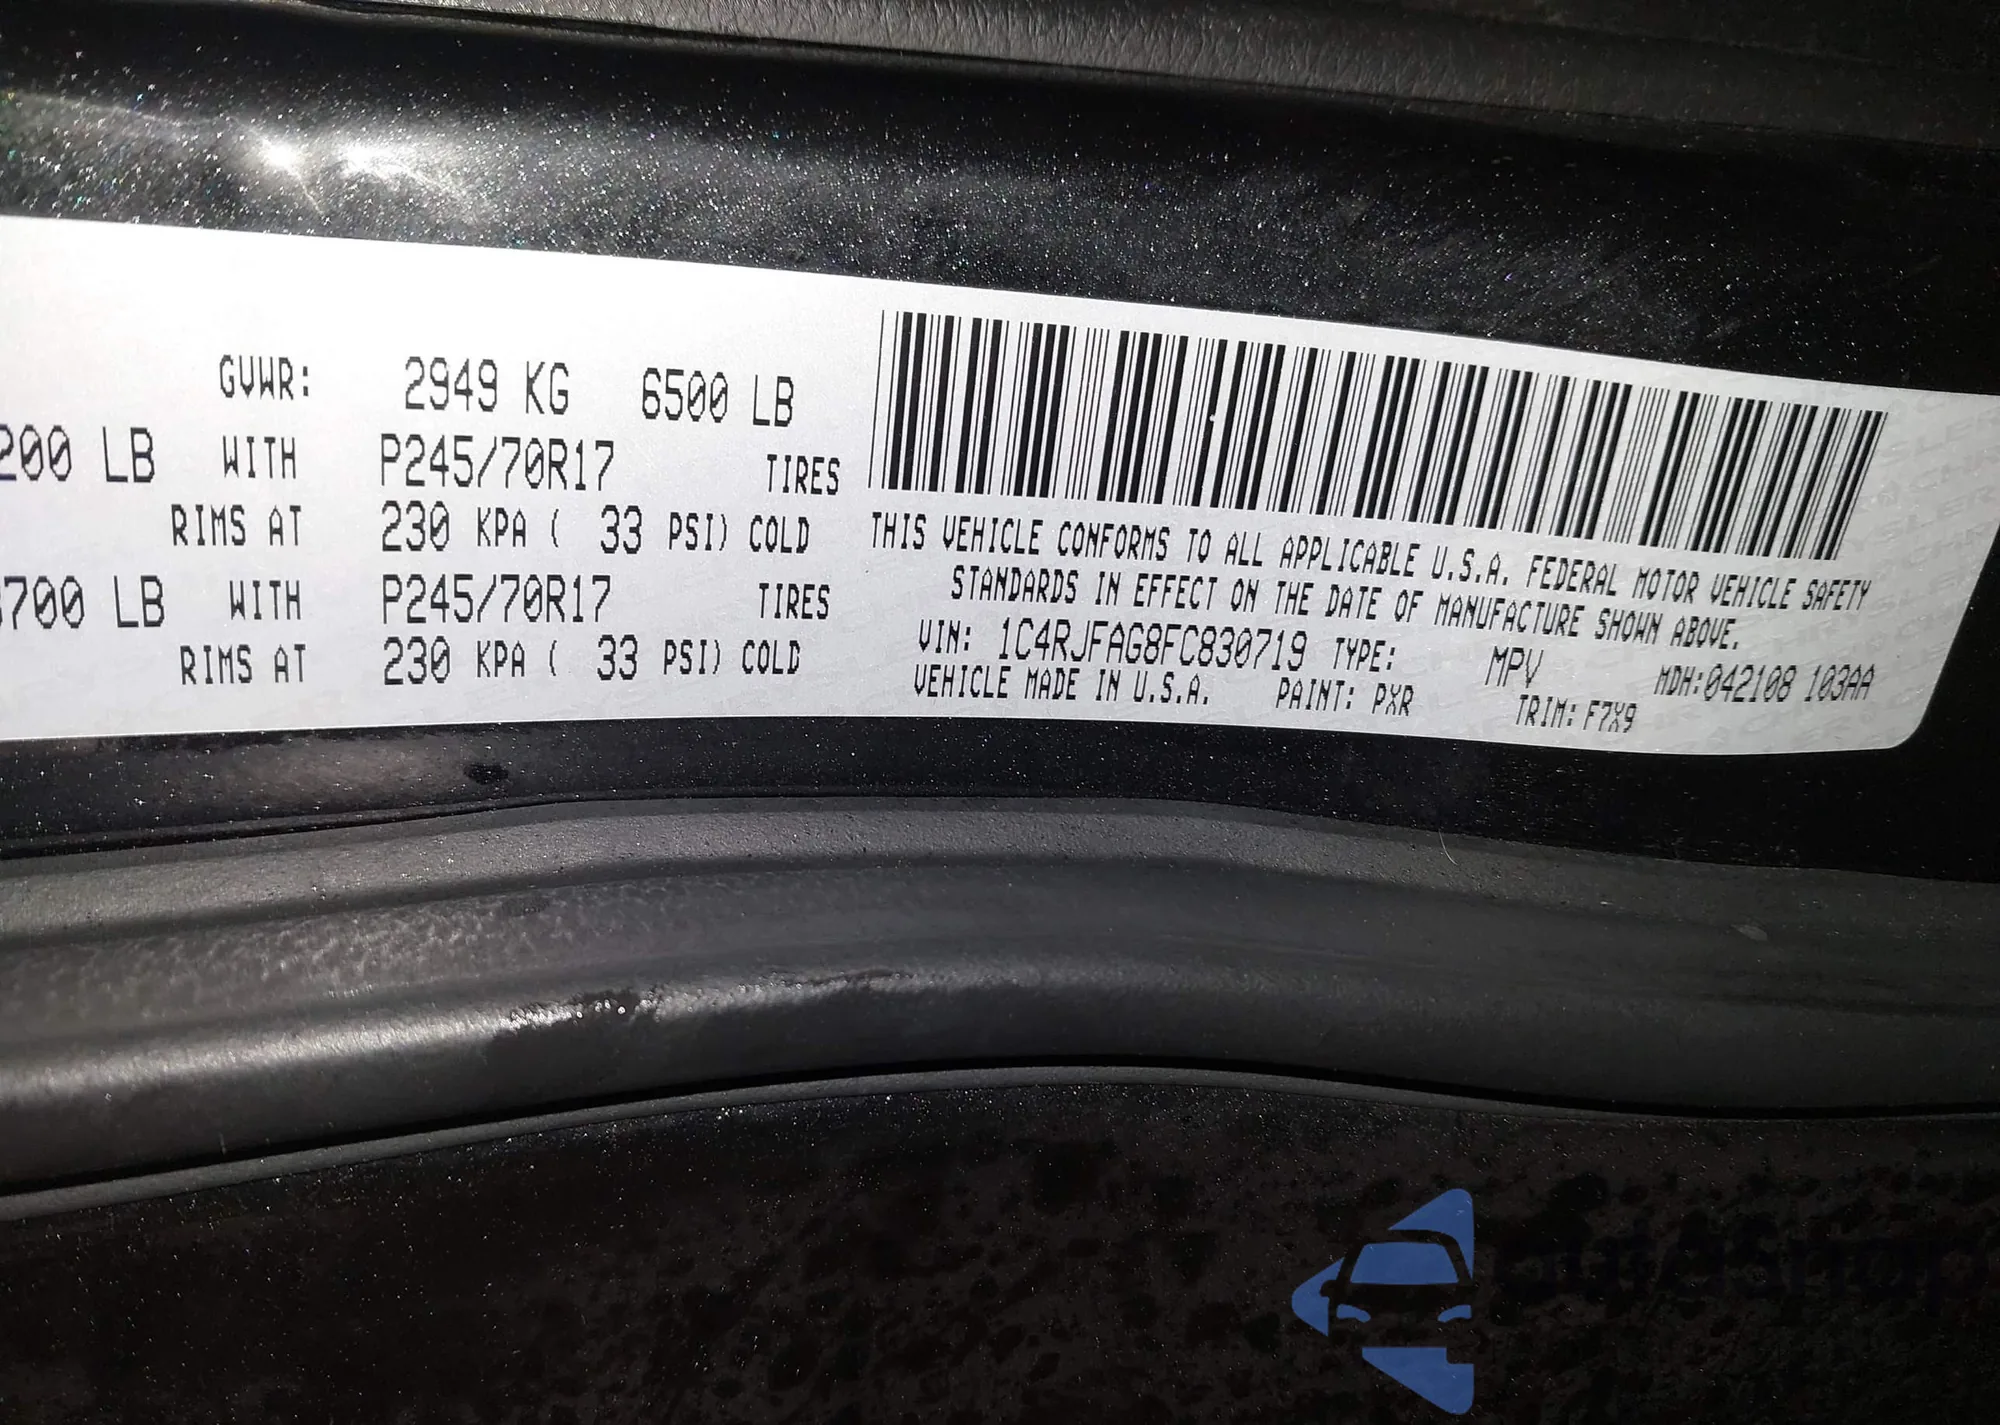 GVWR: 2949 KG 6500 LB
200 LB WITH P245/70R17 TIRES
RIMS AT 230 KPA ( 33 PSI) COLD
700 LB WITH P245/70R17 TIRES
RIMS AT 230 KPA ( 33 PSI) COLD
THIS VEHICLE CONFORMS TO ALL APPLICABLE U.S.A. FEDERAL MOTOR VEHICLE SAFETY
STANDARDS IN EFFECT ON THE DATE OF MANUFACTURE SHOWN ABOVE.
VIN: 1C4RJFAG8FC830719 TYPE: MPV MDH:042108 103AA
VEHICLE MADE IN U.S.A. PAINT: PXR TRIM: F7X9